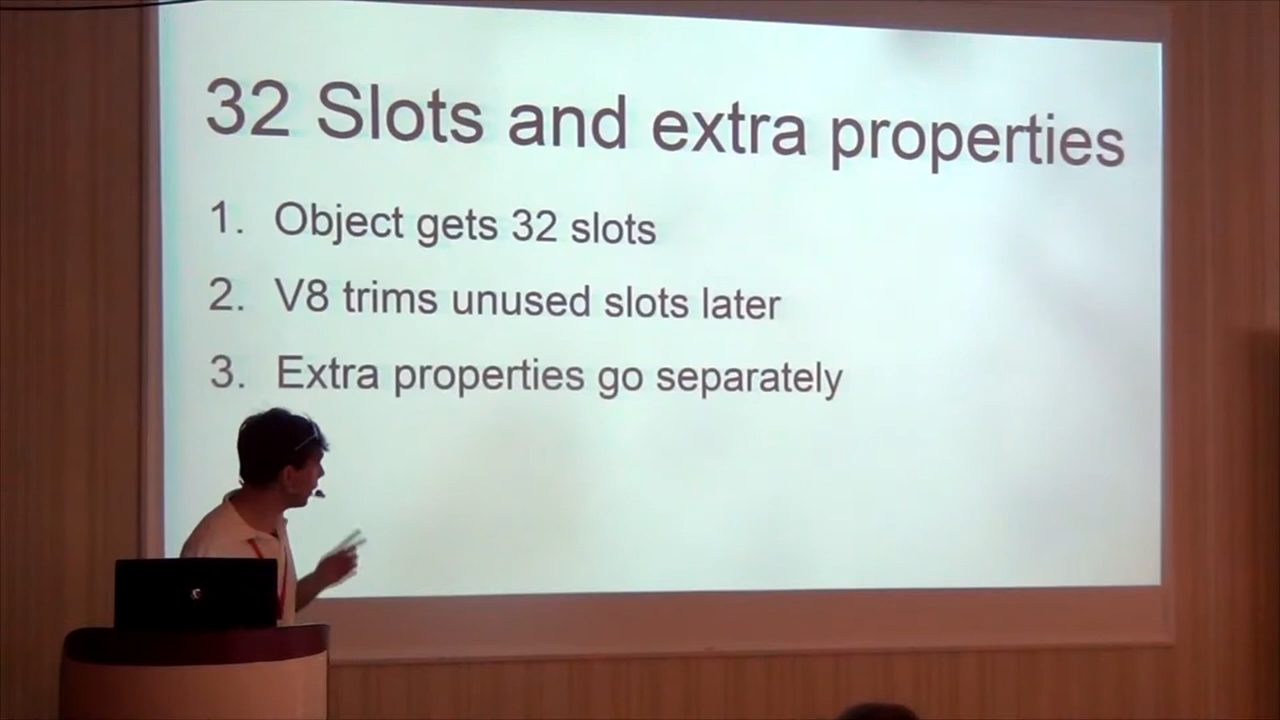 32 Slots and extra properties
1. Object gets 32 slots
2. V8 trims unused slots later
3. Extra properties go separately